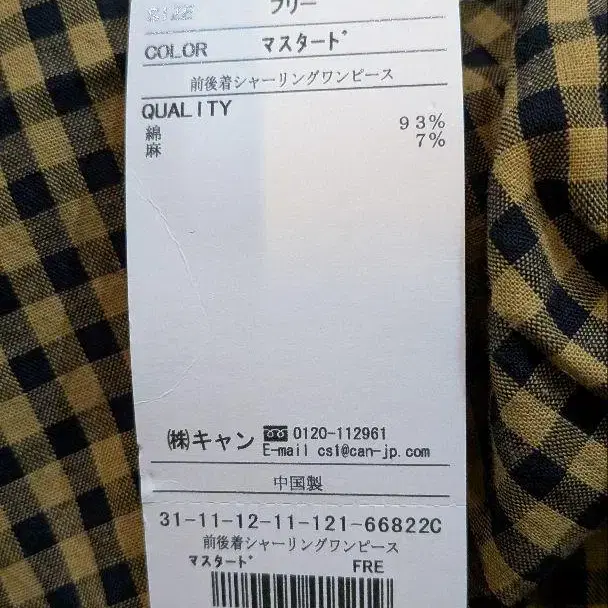 SIZE フリー
COLOR マスタード
前後着シャーリングワンピース
QUALITY
綿 93%
麻 7%
㈱キャン 0120-112961
E-mail cs1@can-jp.com
中国製
31-11-12-11-121-66822C
前後着シャーリングワンピース
マスタード FRE